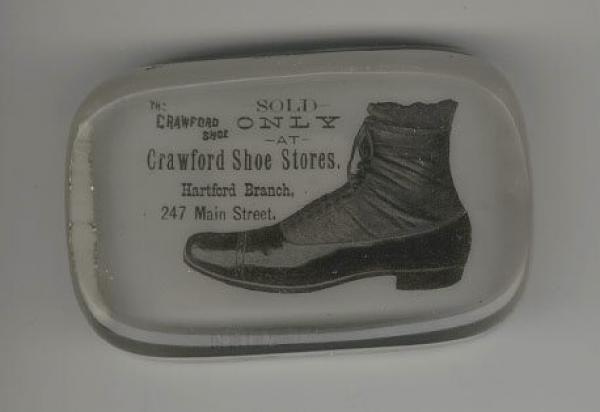 THE
CRAWFORD
SHOE
SOLD
ONLY
-AT-
Crawford Shoe Stores.
Hartford Branch,
247 Main Street.